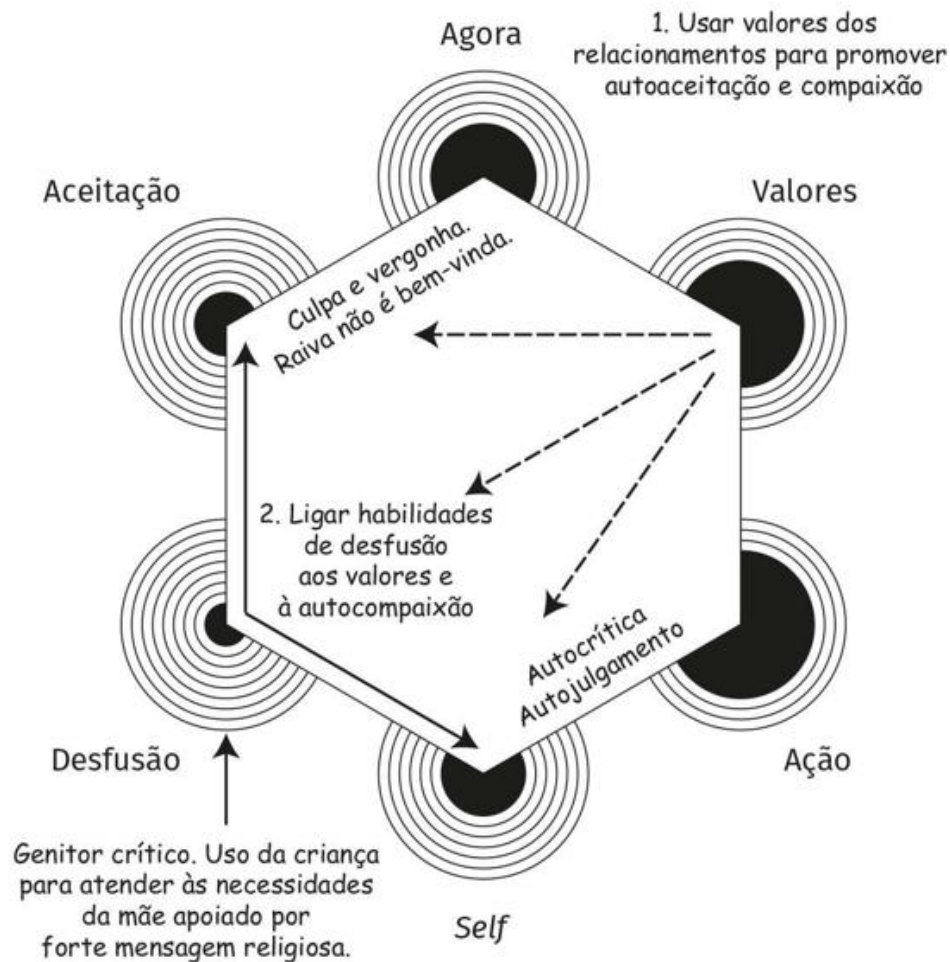 Agora
1. Usar valores dos
relacionamentos para promover
autoaceitação e compaixão
Aceitação
Valores
Culpa e vergonha.
Raiva não é bem-vinda.
2. Ligar habilidades
de desfusão
aos valores e
à autocompaixão
Autocrítica
Autojulgamento
Desfusão
Ação
Genitor crítico. Uso da criança
para atender às necessidades
da mãe apoiado por
forte mensagem religiosa.
Self